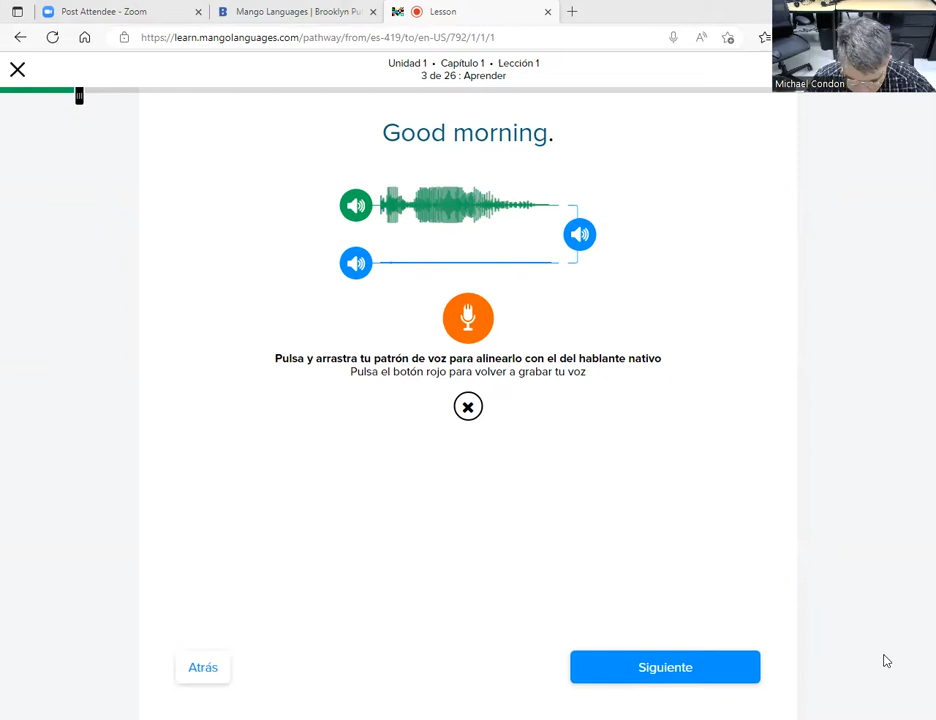 Post Attendee - Zoom
Mango Languages | Brooklyn Pu
Lesson
https://learn.mangolanguages.com/pathway/from/es-419/to/en-US/792/1/1/1
Unidad 1 • Capítulo 1 • Lección 1
3 de 26 : Aprender
Michael Condon
Good morning.
Pulsa y arrastra tu patrón de voz para alinearlo con el del hablante nativo
Pulsa el botón rojo para volver a grabar tu voz
Atrás
Siguiente